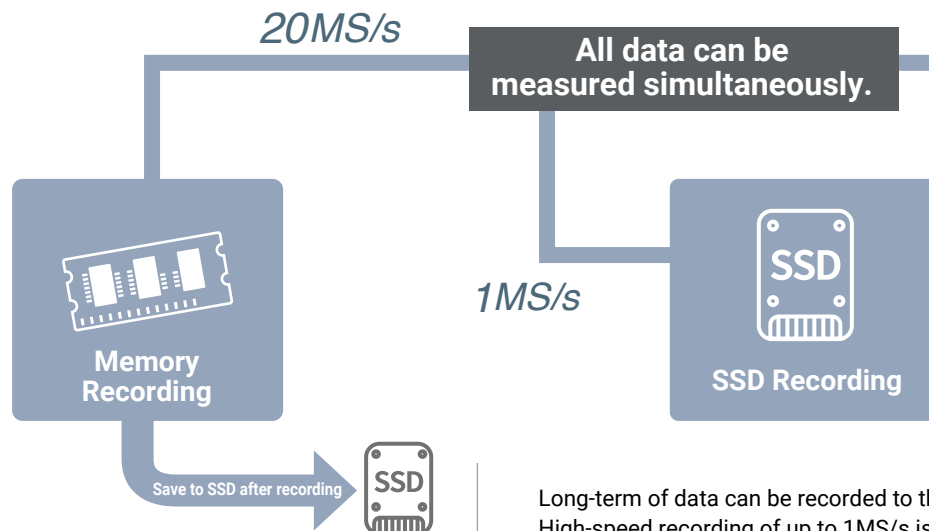 20MS/s
All data can be
measured simultaneously.
1MS/s
SSD
Memory
Recording
SSD Recording
Save to SSD after recording
SSD
Long-term of data can be recorded to
High-speed recording of up to 1MS/s is